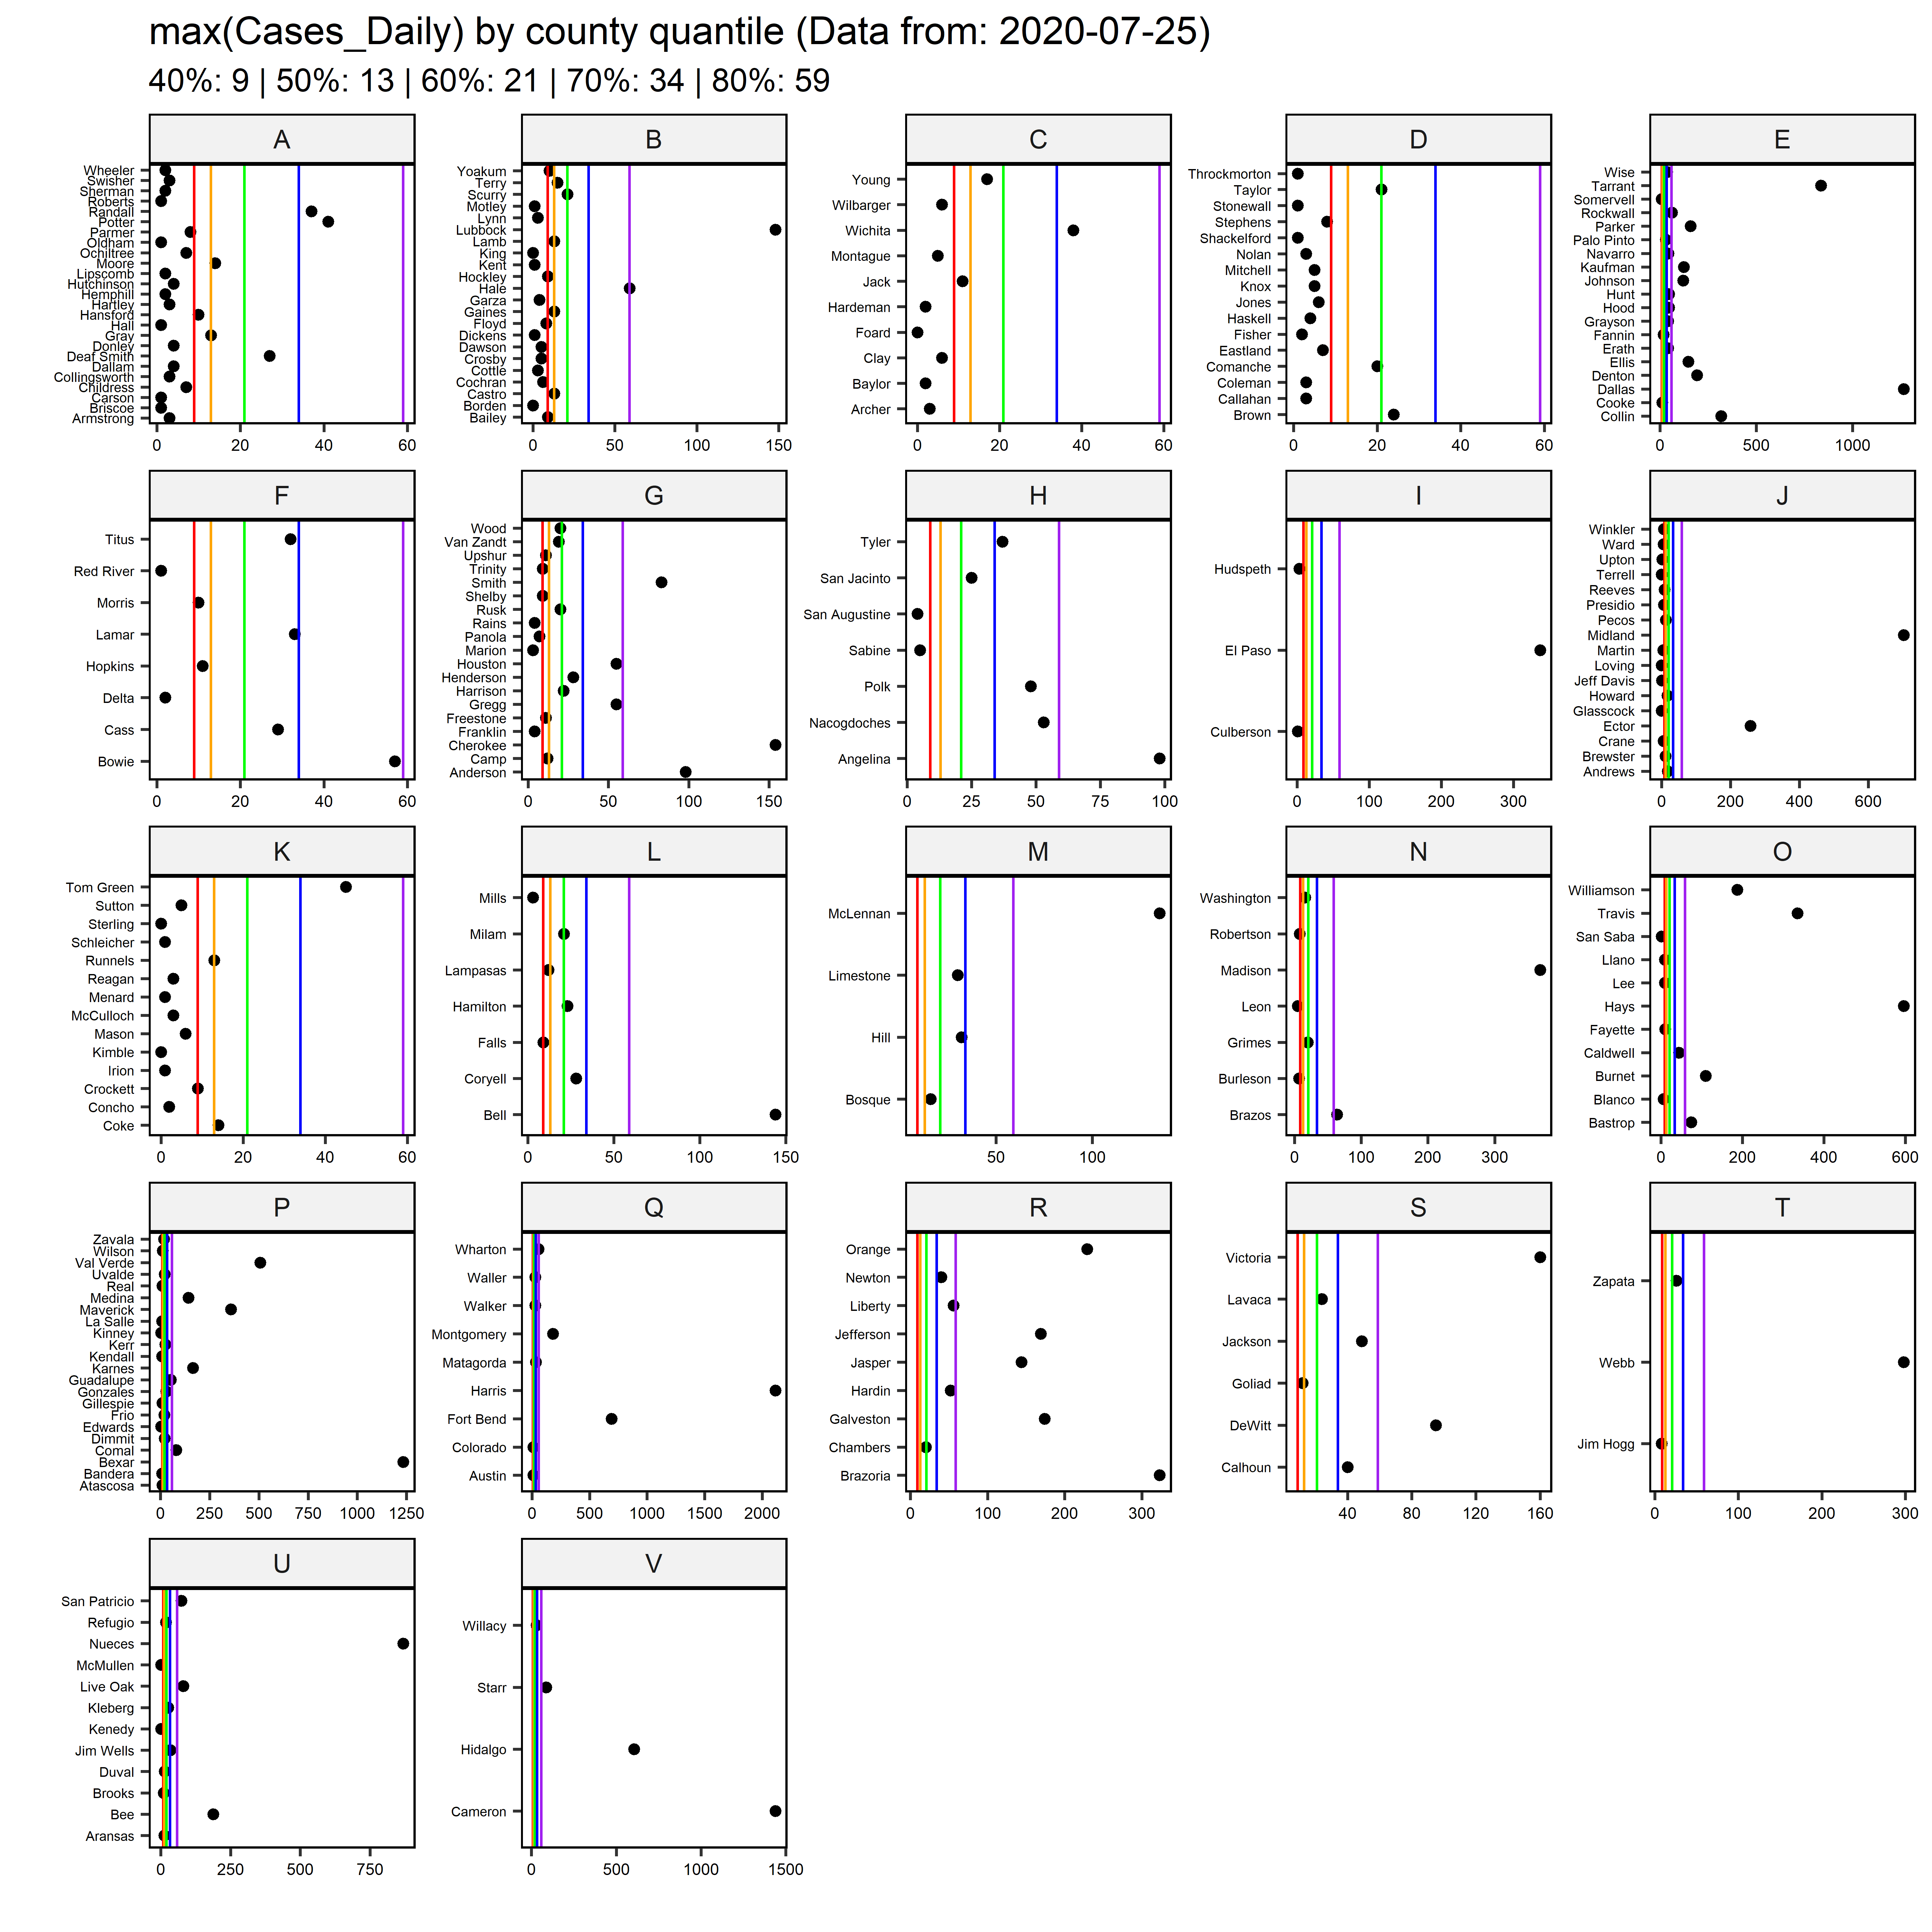 max(Cases_Daily) by county quantile (Data from: 2020-07-25)
40%: 9 | 50%: 13 | 60%: 21 | 70%: 34 | 80%: 59
A
Wheeler
Swisher
Sherman
Roberts
Randall
Potter
Parmer
Oldham
Ochiltree
Moore
Lipscomb
Hutchinson
Hemphill
Hartley
Hansford
Hall
Gray
Donley
Deaf Smith
Dallam
Collingsworth
Childress
Carson
Briscoe
Armstrong
0 20 40 60
B
Yoakum
Terry
Scurry
Motley
Lynn
Lubbock
Lamb
King
Kent
Hockley
Hale
Garza
Gaines
Floyd
Dickens
Dawson
Crosby
Cottle
Cochran
Castro
Borden
Bailey
0 50 100 150
C
Young
Wilbarger
Wichita
Montague
Jack
Hardeman
Foard
Clay
Baylor
Archer
0 20 40 60
D
Throckmorton
Taylor
Stonewall
Stephens
Shackelford
Nolan
Mitchell
Knox
Jones
Haskell
Fisher
Eastland
Comanche
Coleman
Callahan
Brown
0 20 40 60
E
Wise
Tarrant
Somervell
Rockwall
Parker
Palo Pinto
Navarro
Kaufman
Johnson
Hunt
Hood
Grayson
Fannin
Erath
Ellis
Denton
Dallas
Cooke
Collin
0 500 1000
F
Titus
Red River
Morris
Lamar
Hopkins
Delta
Cass
Bowie
0 20 40 60
G
Wood
Van Zandt
Upshur
Trinity
Smith
Shelby
Rusk
Rains
Panola
Marion
Houston
Henderson
Harrison
Gregg
Freestone
Franklin
Cherokee
Camp
Anderson
0 50 100 150
H
Tyler
San Jacinto
San Augustine
Sabine
Polk
Nacogdoches
Angelina
0 25 50 75 100
I
Hudspeth
El Paso
Culberson
0 100 200 300
J
Winkler
Ward
Upton
Terrell
Reeves
Presidio
Pecos
Midland
Martin
Loving
Jeff Davis
Howard
Glasscock
Ector
Crane
Brewster
Andrews
0 200 400 600
K
Tom Green
Sutton
Sterling
Schleicher
Runnels
Reagan
Menard
McCulloch
Mason
Kimble
Irion
Crockett
Concho
Coke
0 20 40 60
L
Mills
Milam
Lampasas
Hamilton
Falls
Coryell
Bell
0 50 100 150
M
McLennan
Limestone
Hill
Bosque
50 100
N
Washington
Robertson
Madison
Leon
Grimes
Burleson
Brazos
0 100 200 300
O
Williamson
Travis
San Saba
Llano
Lee
Hays
Fayette
Caldwell
Burnet
Blanco
Bastrop
0 200 400 600
P
Zavala
Wilson
Val Verde
Uvalde
Real
Medina
Maverick
La Salle
Kinney
Kerr
Kendall
Karnes
Guadalupe
Gonzales
Gillespie
Frio
Edwards
Dimmit
Comal
Bexar
Bandera
Atascosa
0 250 500 750 1000 1250
Q
Wharton
Waller
Walker
Montgomery
Matagorda
Harris
Fort Bend
Colorado
Austin
0 500 1000 1500 2000
R
Orange
Newton
Liberty
Jefferson
Jasper
Hardin
Galveston
Chambers
Brazoria
0 100 200 300
S
Victoria
Lavaca
Jackson
Goliad
DeWitt
Calhoun
40 80 120 160
T
Zapata
Webb
Jim Hogg
0 100 200 300
U
San Patricio
Refugio
Nueces
McMullen
Live Oak
Kleberg
Kenedy
Jim Wells
Duval
Brooks
Bee
Aransas
0 250 500 750
V
Willacy
Starr
Hidalgo
Cameron
0 500 1000 1500